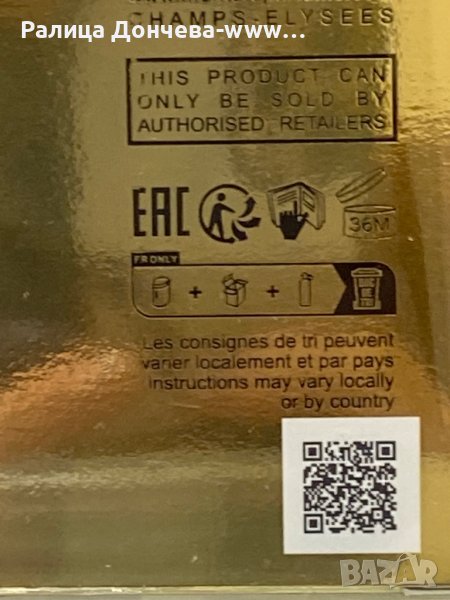 CHAMPS-ELYSEES
Ралица Дончева-www...
THIS PRODUCT CAN
ONLY BE SOLD BY
AUTHORISED RETAILERS
EAC
36M
FR ONLY
+ +
Les consignes de tri peuvent
varier localement et par pays
Instructions may vary locally
or by country
BAZAR